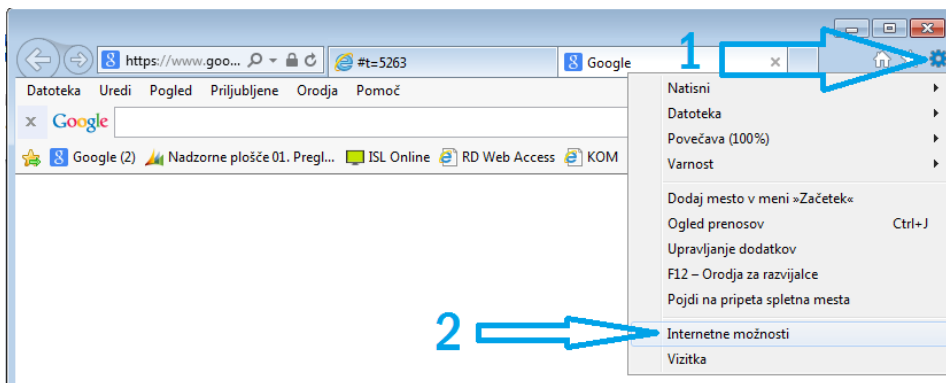 1
https://www.goo...
#t=5263
Google
Datoteka Uredi Pogled Priljubljene Orodja Pomoč
x Google
Google (2) Nadzorne plošče 01. Pregl... ISL Online RD Web Access KOM
Natisni
Datoteka
Povečava (100%)
Varnost
Dodaj mesto v meni »Začetek«
Ogled prenosov Ctrl+J
Upravljanje dodatkov
F12 – Orodja za razvijalce
Pojdi na pripeta spletna mesta
2
Internetne možnosti
Vizitka